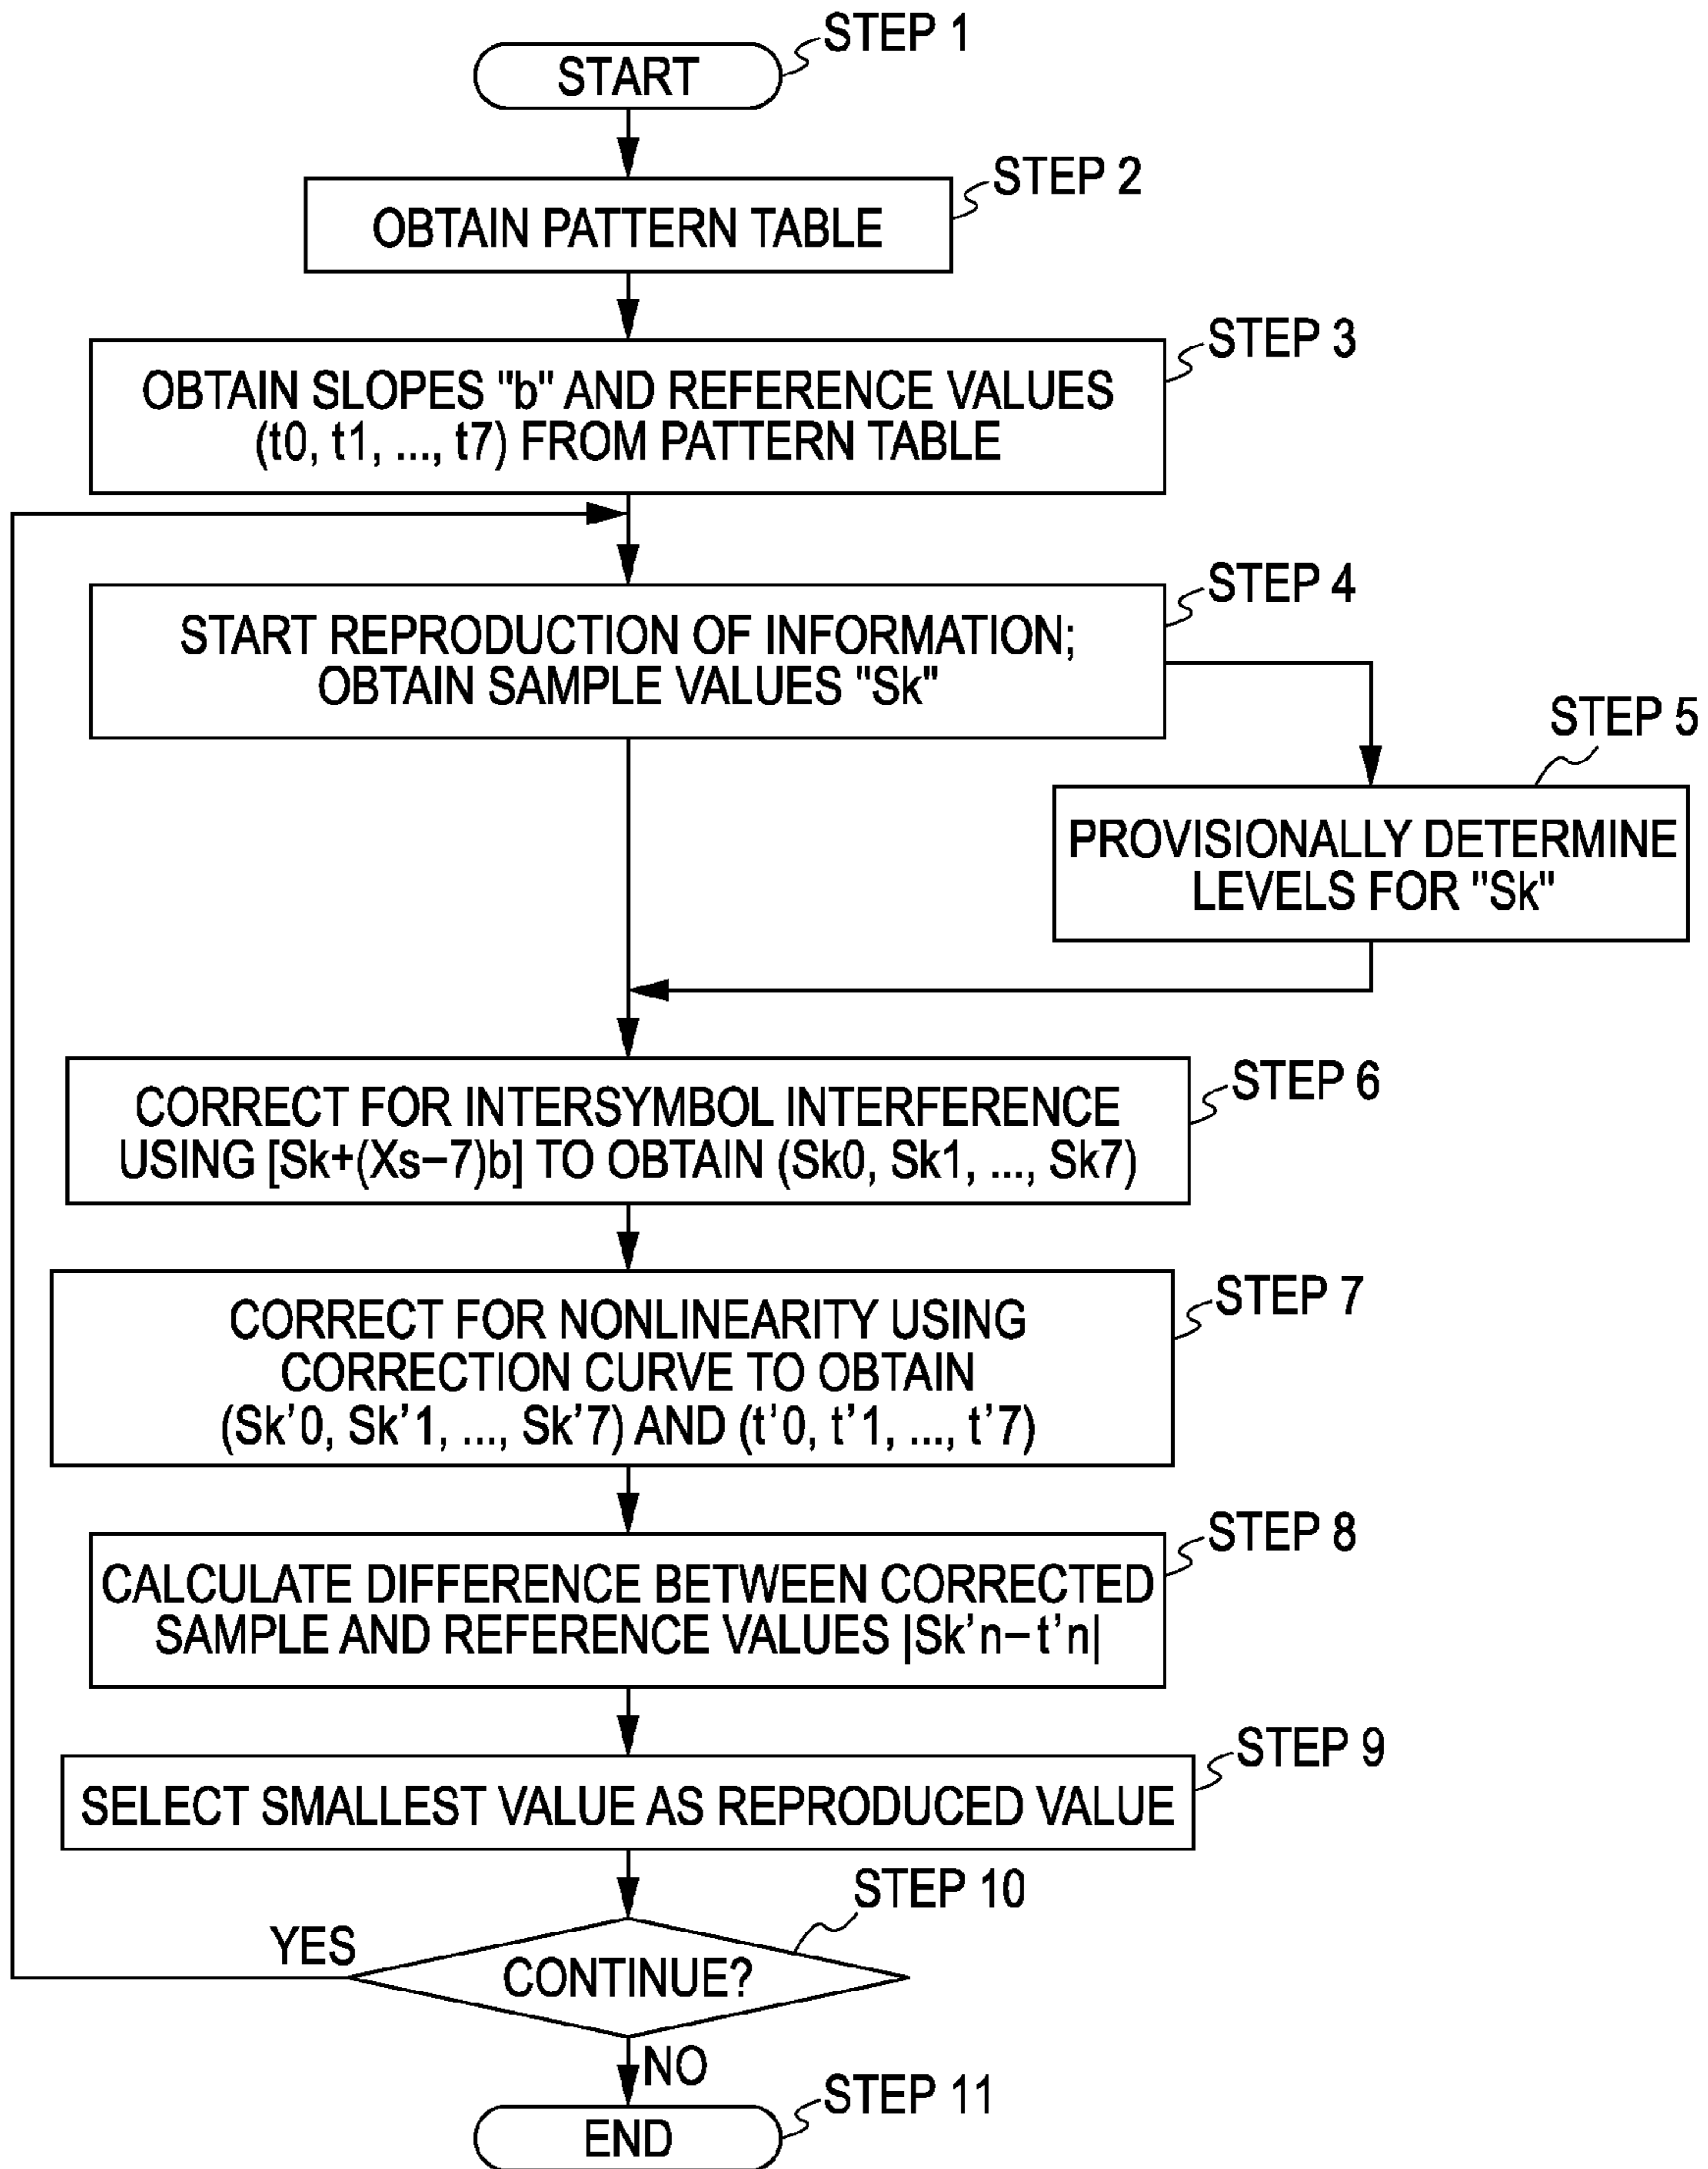 STEP 1
START
STEP 2
OBTAIN PATTERN TABLE
STEP 3
OBTAIN SLOPES "b" AND REFERENCE VALUES
(t0, t1, ..., t7) FROM PATTERN TABLE
STEP 4
START REPRODUCTION OF INFORMATION;
OBTAIN SAMPLE VALUES "Sk"
STEP 5
PROVISIONALLY DETERMINE
LEVELS FOR "Sk"
STEP 6
CORRECT FOR INTERSYMBOL INTERFERENCE
USING [Sk+(Xs−7)b] TO OBTAIN (Sk0, Sk1, ..., Sk7)
STEP 7
CORRECT FOR NONLINEARITY USING
CORRECTION CURVE TO OBTAIN
(Sk’0, Sk’1, ..., Sk’7) AND (t’0, t’1, ..., t’7)
STEP 8
CALCULATE DIFFERENCE BETWEEN CORRECTED
SAMPLE AND REFERENCE VALUES |Sk’n−t’n|
STEP 9
SELECT SMALLEST VALUE AS REPRODUCED VALUE
STEP 10
YES
CONTINUE?
NO
STEP 11
END